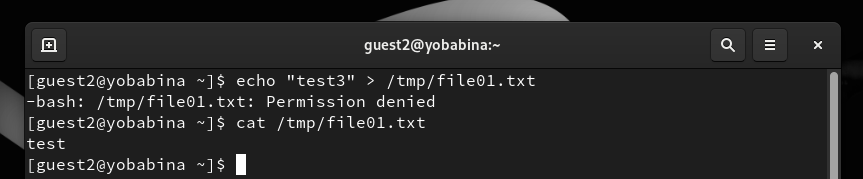 guest2@yobabina:~
[guest2@yobabina ~]$ echo "test3" > /tmp/file01.txt
-bash: /tmp/file01.txt: Permission denied
[guest2@yobabina ~]$ cat /tmp/file01.txt
test
[guest2@yobabina ~]$